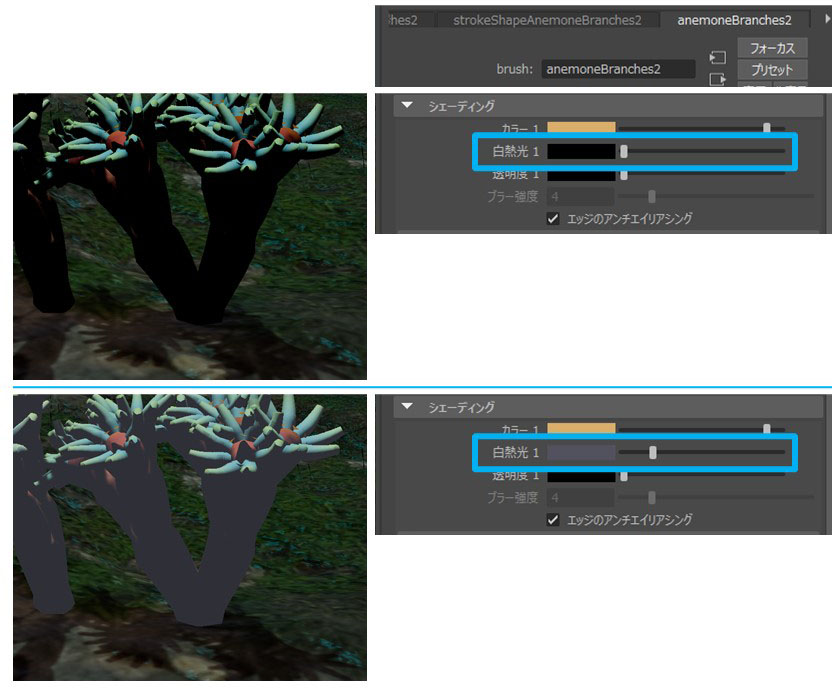 hes2 strokeShapeAnemoneBranches2 anemoneBranches2
フォーカス
brush: anemoneBranches2 プリセット
シェーディング
カラー 1
白熱光 1
透明度 1
ブラー強度 4
エッジのアンチエイリアシング
シェーディング
カラー 1
白熱光 1
透明度 1
ブラー強度 4
エッジのアンチエイリアシング